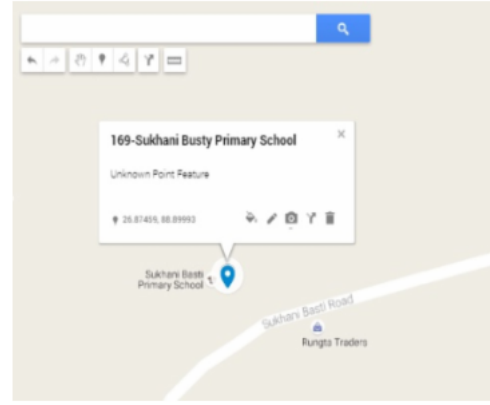 169-Sukhani Busty Primary School
Unknown Point Feature
26.87459, 88.89993
Sukhani Basti
Primary School
Sukhani Basti Road
Rungta Traders